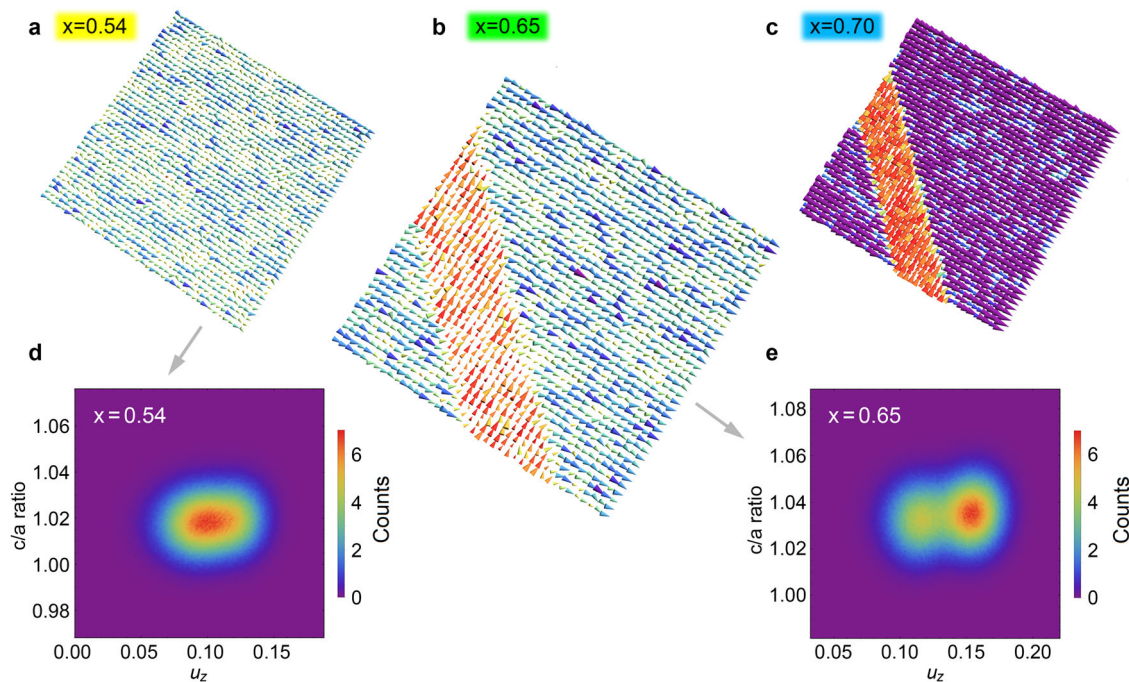 a x=0.54
b x=0.65
c x=0.70
d
x = 0.54
1.06
1.04
1.02
1.00
0.98
c/a ratio
0.00 0.05 0.10 0.15
u_z
6
4
2
0
Counts
e
x = 0.65
1.08
1.06
1.04
1.02
1.00
c/a ratio
0.05 0.10 0.15 0.20
u_z
6
4
2
0
Counts